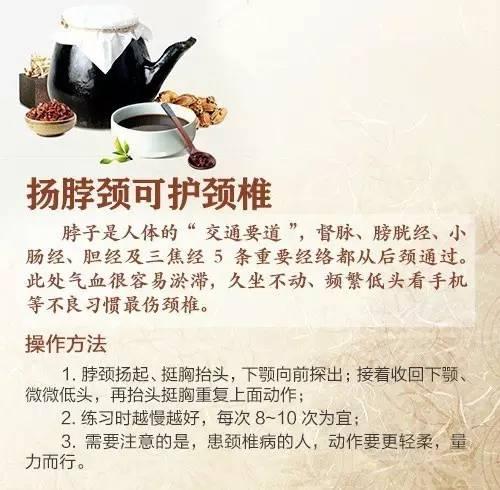 扬脖颈可护颈椎
脖子是人体的“交通要道”，督脉、膀胱经、小
肠经、胆经及三焦经 5 条重要经络都从后颈通过。
此处气血很容易淤滞，久坐不动、频繁低头看手机
等不良习惯最伤颈椎。
操作方法
1. 脖颈扬起、挺胸抬头，下颚向前探出；接着收回下颚、
微微低头，再抬头挺胸重复上面动作；
2. 练习时越慢越好，每次 8~10 次为宜；
3. 需要注意的是，患颈椎病的人，动作要更轻柔，量
力而行。